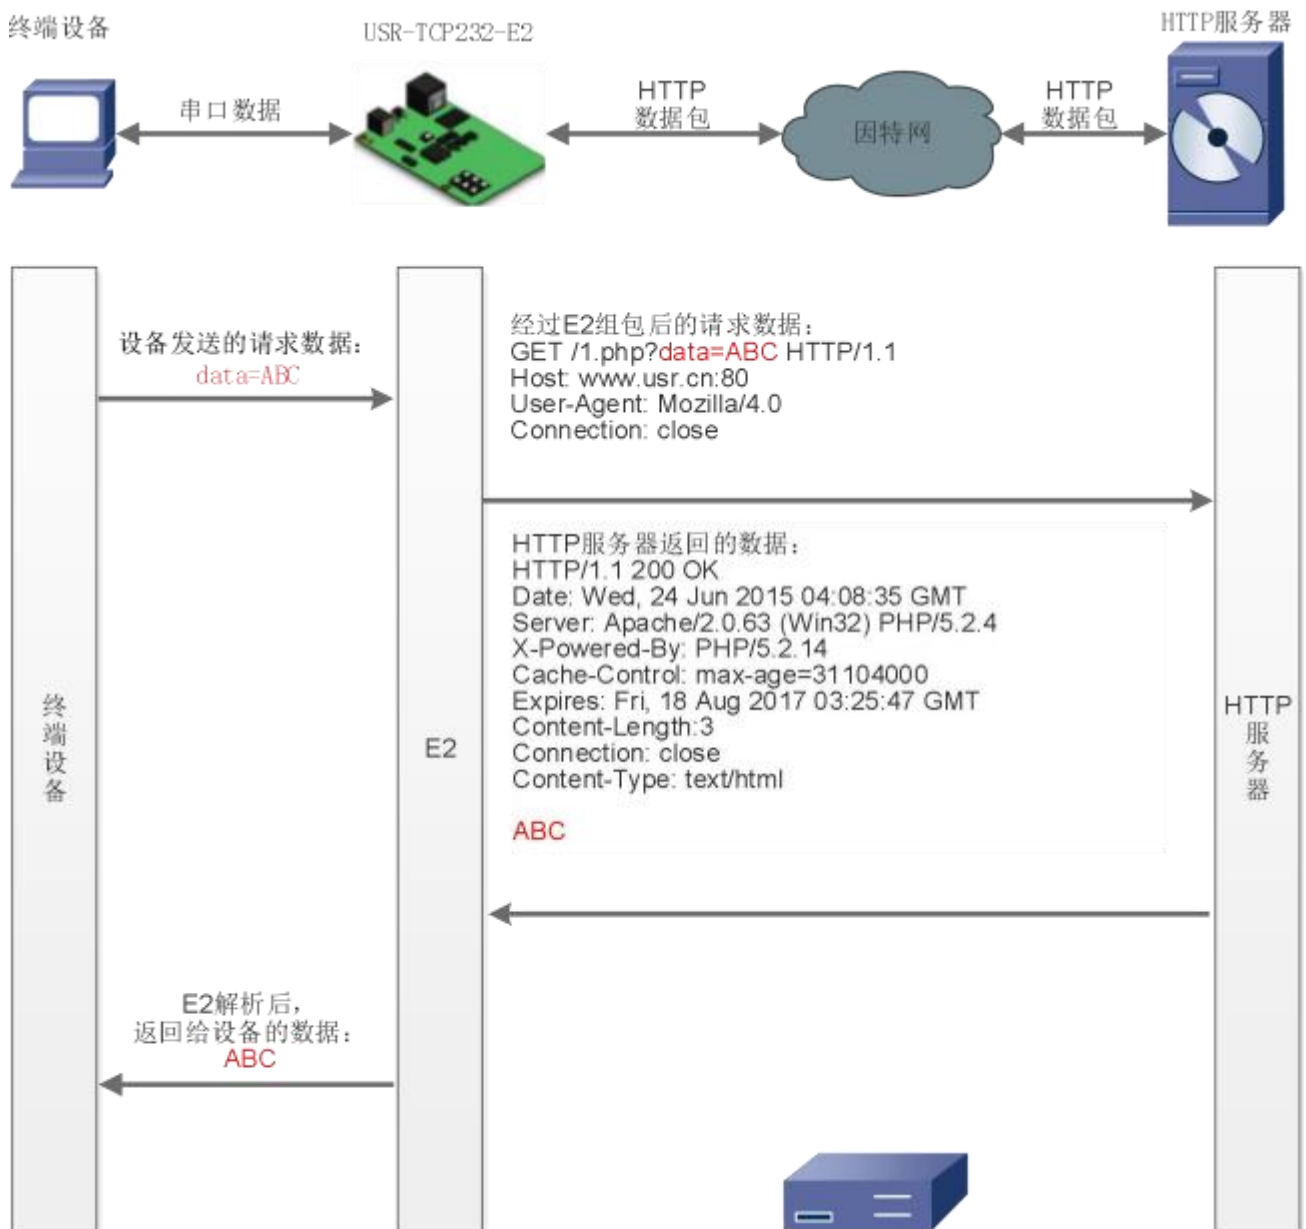 终端设备
USR-TCP232-E2
HTTP服务器
串口数据
HTTP
数据包
因特网
HTTP
数据包
设备发送的请求数据：
data=ABC
经过E2组包后的请求数据：
GET /1.php?data=ABC HTTP/1.1
Host: www.usr.cn:80
User-Agent: Mozilla/4.0
Connection: close
HTTP服务器返回的数据：
HTTP/1.1 200 OK
Date: Wed, 24 Jun 2015 04:08:35 GMT
Server: Apache/2.0.63 (Win32) PHP/5.2.4
X-Powered-By: PHP/5.2.14
Cache-Control: max-age=31104000
Expires: Fri, 18 Aug 2017 03:25:47 GMT
Content-Length:3
Connection: close
Content-Type: text/html
ABC
终端设备
E2
HTTP
服务器
E2解析后，
返回给设备的数据：
ABC